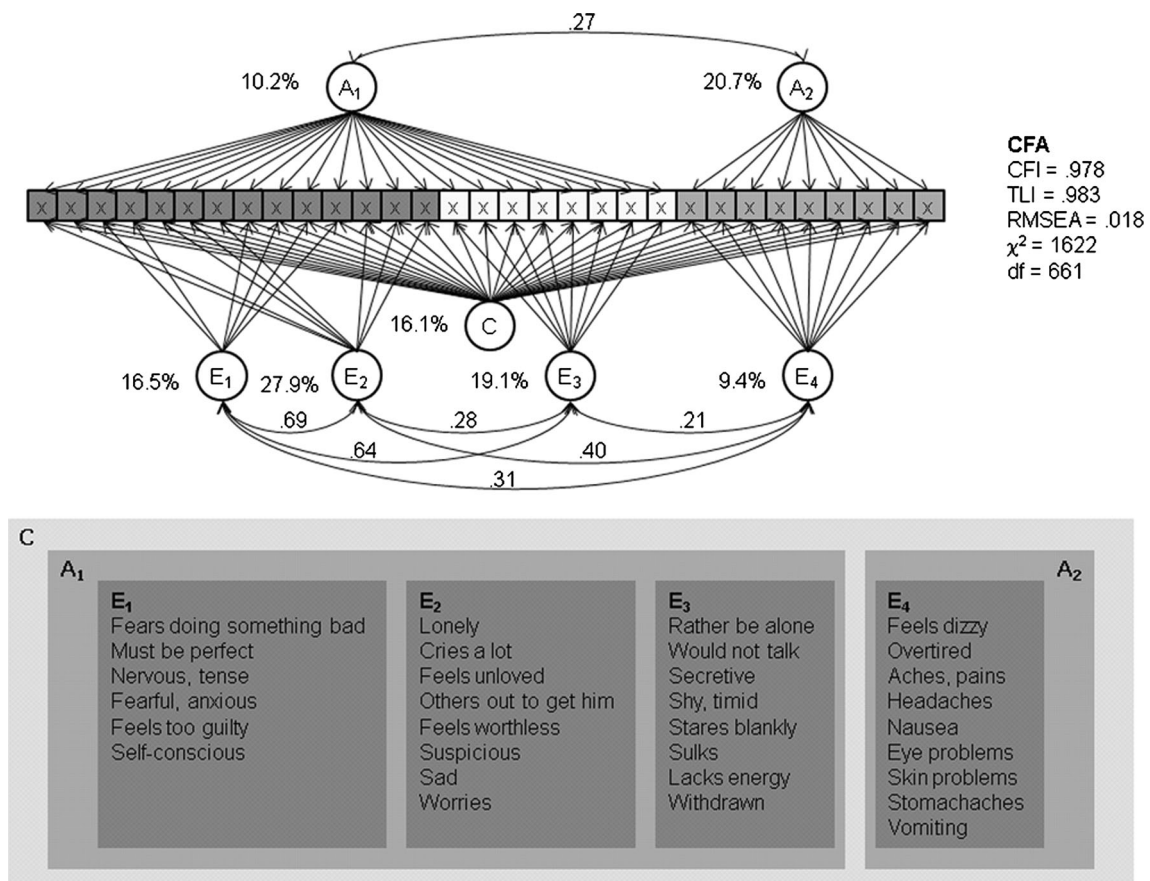 .27
10.2%
A1
20.7%
A2
CFA
CFI = .978
TLI = .983
RMSEA = .018
χ2 = 1622
df = 661
x x x x x x x x x x x x x x x x x x x x x x x x x x x x x x x
16.1%
C
16.5%
E1
27.9%
E2
19.1%
E3
9.4%
E4
.69
.28
.21
.64
.40
.31
C
A1
A2
E1
Fears doing something bad
Must be perfect
Nervous, tense
Fearful, anxious
Feels too guilty
Self-conscious
E2
Lonely
Cries a lot
Feels unloved
Others out to get him
Feels worthless
Suspicious
Sad
Worries
E3
Rather be alone
Would not talk
Secretive
Shy, timid
Stares blankly
Sulks
Lacks energy
Withdrawn
E4
Feels dizzy
Overtired
Aches, pains
Headaches
Nausea
Eye problems
Skin problems
Stomachaches
Vomiting